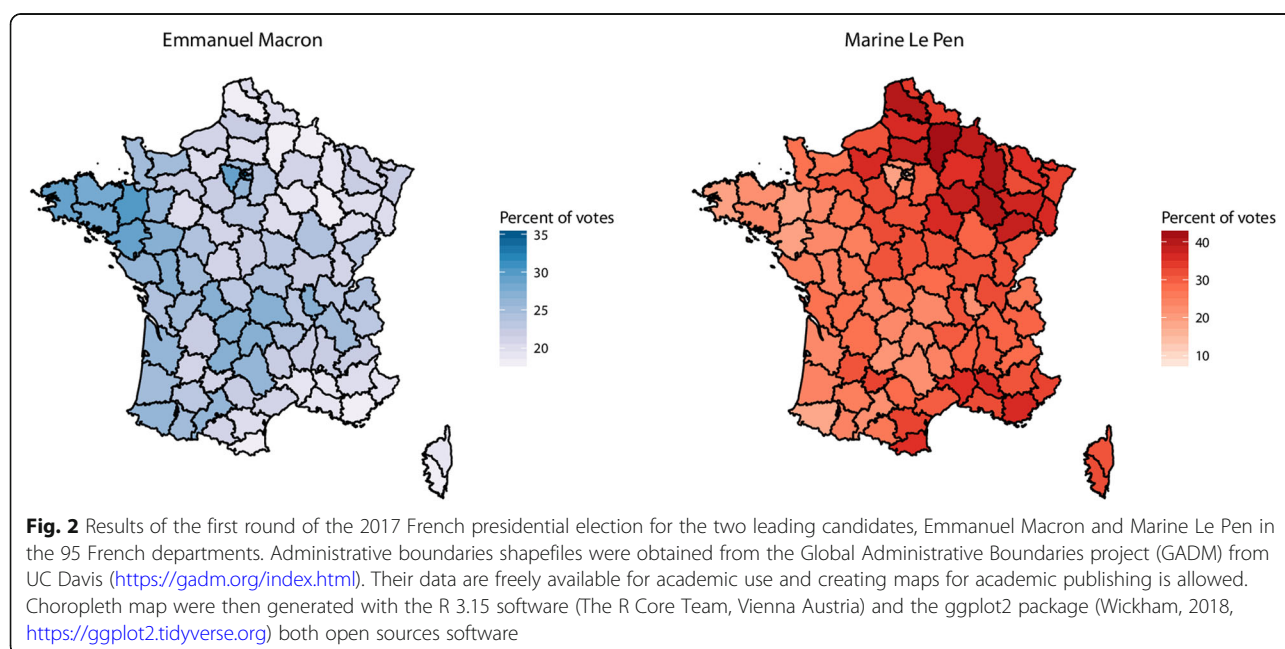 Emmanuel Macron
Marine Le Pen
Percent of votes
35
30
25
20
Percent of votes
40
30
20
10
Fig. 2 Results of the first round of the 2017 French presidential election for the two leading candidates, Emmanuel Macron and Marine Le Pen in
the 95 French departments. Administrative boundaries shapefiles were obtained from the Global Administrative Boundaries project (GADM) from
UC Davis (https://gadm.org/index.html). Their data are freely available for academic use and creating maps for academic publishing is allowed.
Choropleth map were then generated with the R 3.15 software (The R Core Team, Vienna Austria) and the ggplot2 package (Wickham, 2018,
https://ggplot2.tidyverse.org) both open sources software